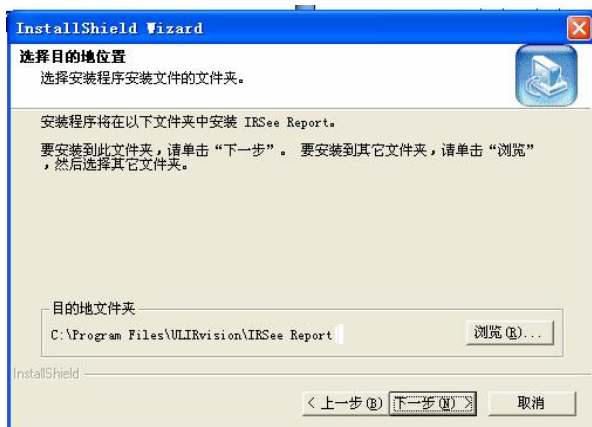 InstallShield Wizard
选择目的地位置
选择安装程序安装文件的文件夹。
安装程序将在以下文件夹中安装 IRSee Report。
要安装到此文件夹，请单击“下一步”。 要安装到其它文件夹，请单击“浏览”
，然后选择其它文件夹。
目的地文件夹
C:\Program Files\ULIRvision\IRSee Report
浏览(R)...
InstallShield
< 上一步(B)
下一步(N) >
取消